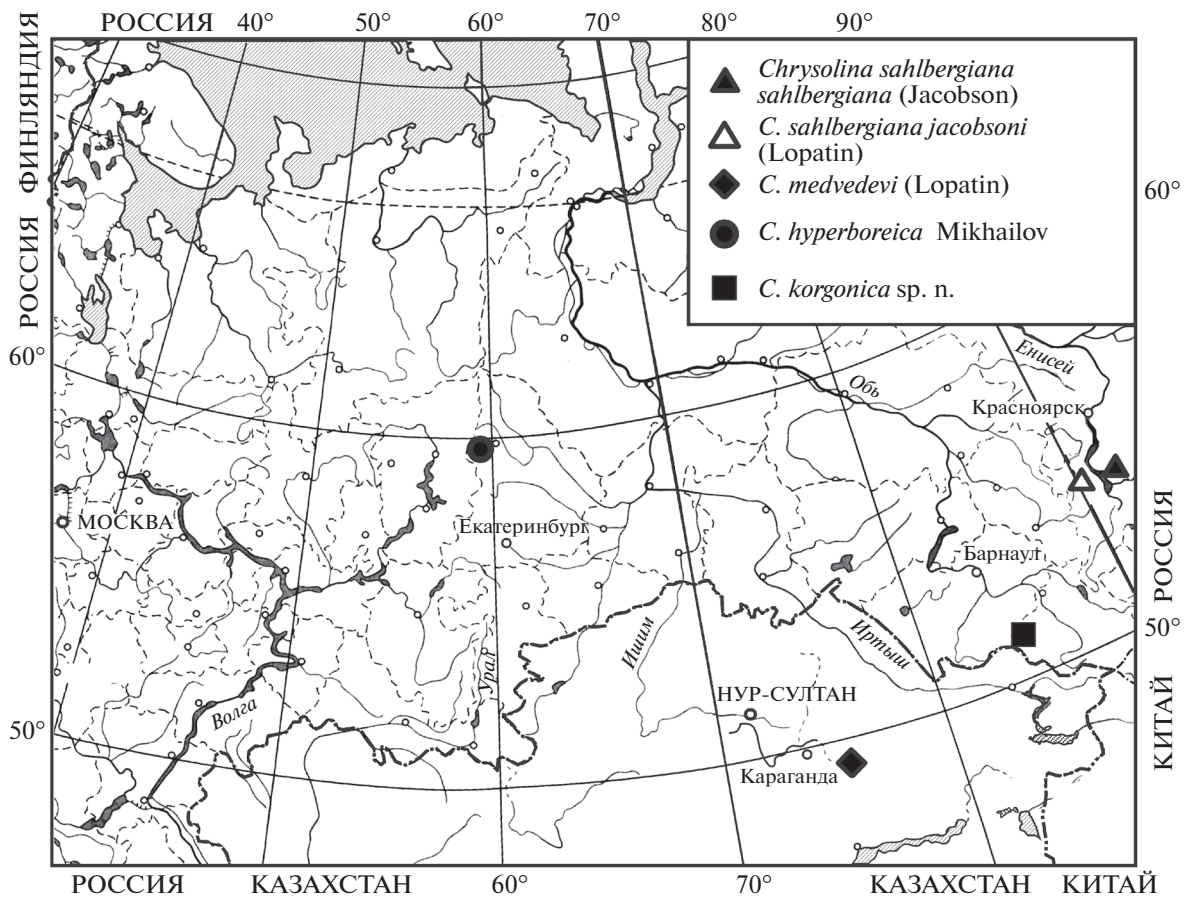 РОССИЯ 40° 50° 60° 70° 80° 90°
РОССИЯ ФИНЛЯНДИЯ
Chrysolina sahlbergiana
sahlbergiana (Jacobson)
C. sahlbergiana jacobsoni
(Lopatin)
C. medvedevi (Lopatin)
C. hyperboreica Mikhailov
C. korgonica sp. n.
60°
60°
Енисей
Обь
Красноярск
МОСКВА
Екатеринбург
Барнаул
РОССИЯ
50°
Ишим
Иртыш
Урал
НУР-СУЛТАН
Волга
50°
Караганда
КИТАЙ
РОССИЯ КАЗАХСТАН 60° 70° КАЗАХСТАН КИТАЙ